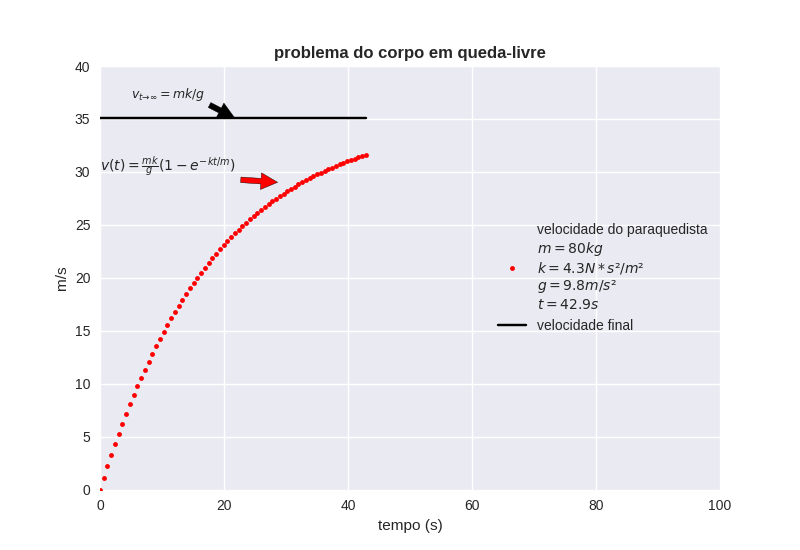 problema do corpo em queda-livre
40
35
30
25
20
15
10
5
0
m/s
v_{t→∞} = mk/g
v(t) = \frac{mk}{g}(1 − e^{−kt/m})
velocidade do paraquedista
m = 80kg
k = 4.3N * s²/m²
g = 9.8m/s²
t = 42.9s
velocidade final
0 20 40 60 80 100
tempo (s)